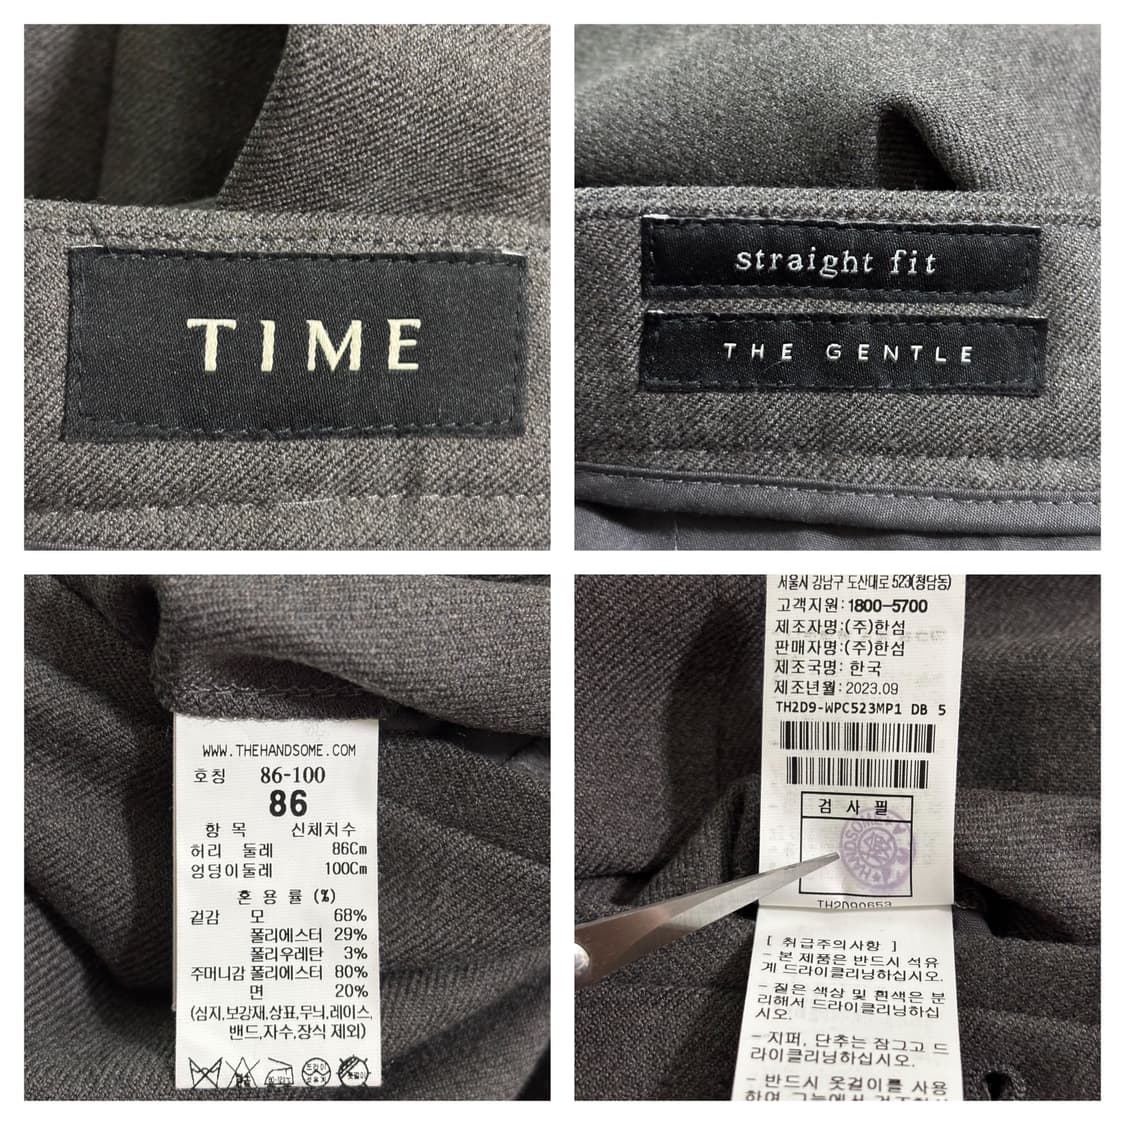 TIME
straight fit
THE GENTLE
WWW.THEHANDSOME.COM
호칭 86-100
86
항 목 신체치수
허리 둘레 86Cm
엉덩이둘레 100Cm
혼 용 률 (%)
겉감 모 68%
폴리에스터 29%
폴리우레탄 3%
주머니감 폴리에스터 80%
면 20%
(심지,보강재,상표,무늬,레이스,
밴드,자수,장식 제외)
서울시 강남구 도산대로 523(청담동)
고객지원:1800-5700
제조자명:(주)한섬
판매자명:(주)한섬
제조국명: 한국
제조년월: 2023.09
TH2D9-WPC523MP1 DB 5
검 사 필
TH2D90653
[ 취급주의사항 ]
- 본 제품은 반드시 석유
계 드라이클리닝하십시오.
- 짙은 색상 및 흰색은 분
리해서 드라이클리닝하십
시오.
- 지퍼, 단추는 잠그고 드
라이클리닝하십시오.
- 반드시 옷걸이를 사용
하여